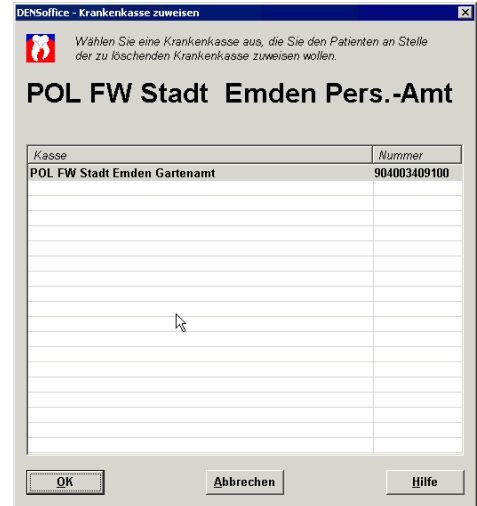 DENSoffice - Krankenkasse zuweisen
Wählen Sie eine Krankenkasse aus, die Sie den Patienten an Stelle
der zu löschenden Krankenkasse zuweisen wollen.
POL FW Stadt Emden Pers.-Amt
Kasse Nummer
POL FW Stadt Emden Gartenamt 904003409100
OK Abbrechen Hilfe